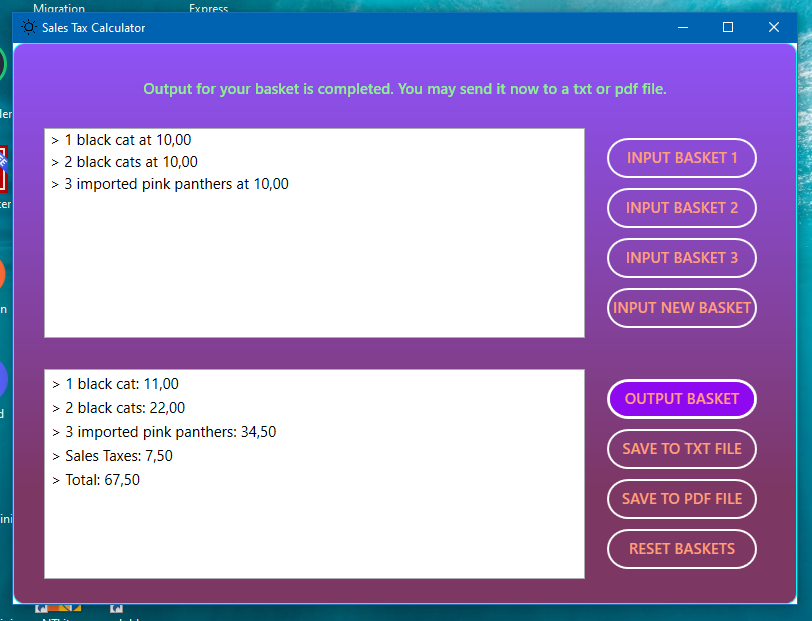 Migration
Express
Sales Tax Calculator
Output for your basket is completed. You may send it now to a txt or pdf file.
> 1 black cat at 10,00
> 2 black cats at 10,00
> 3 imported pink panthers at 10,00
INPUT BASKET 1
INPUT BASKET 2
INPUT BASKET 3
INPUT NEW BASKET
> 1 black cat: 11,00
> 2 black cats: 22,00
> 3 imported pink panthers: 34,50
> Sales Taxes: 7,50
> Total: 67,50
OUTPUT BASKET
SAVE TO TXT FILE
SAVE TO PDF FILE
RESET BASKETS